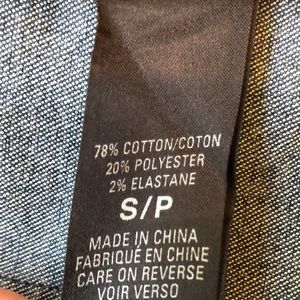 78% COTTON/COTON
20% POLYESTER
2% ELASTANE
S/P
MADE IN CHINA
FABRIQUÉ EN CHINE
CARE ON REVERSE
VOIR VERSO